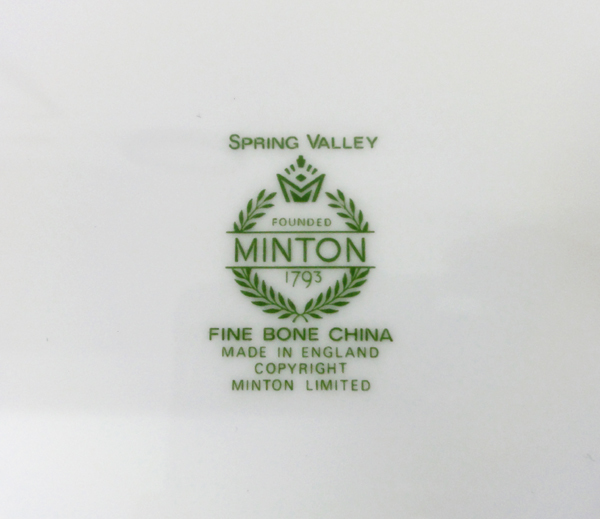 SPRING VALLEY
FOUNDED
MINTON
1793
FINE BONE CHINA
MADE IN ENGLAND
COPYRIGHT
MINTON LIMITED